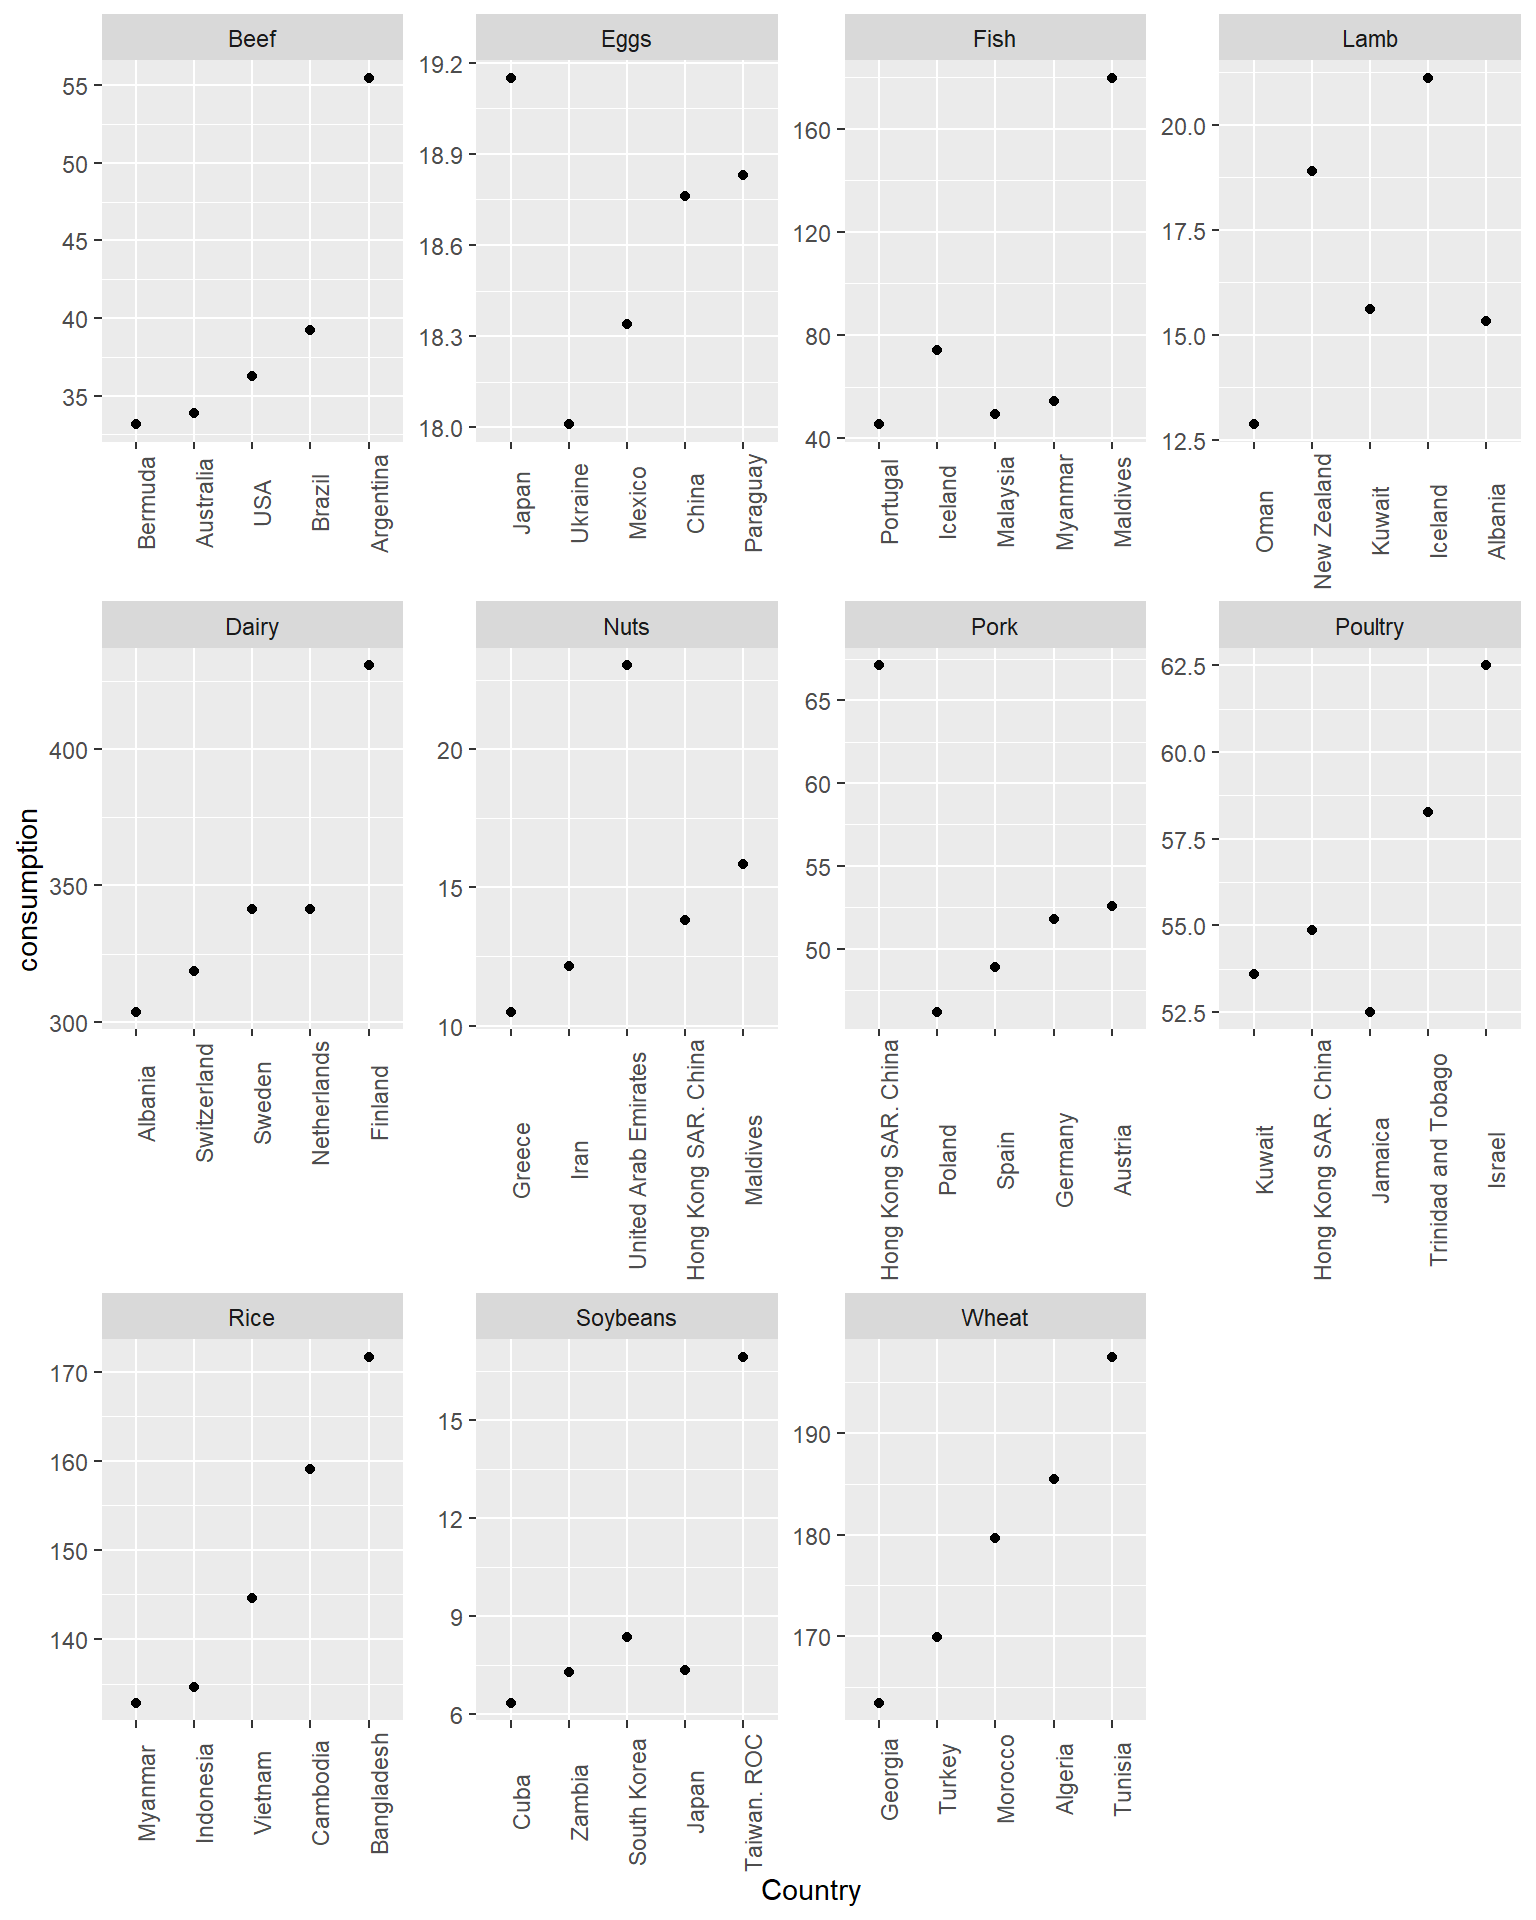 Beef
Eggs
Fish
Lamb
55
50
45
40
35
19.2
18.9
18.6
18.3
18.0
160
120
80
40
20.0
17.5
15.0
12.5
Bermuda
Australia
USA
Brazil
Argentina
Japan
Ukraine
Mexico
China
Paraguay
Portugal
Iceland
Malaysia
Myanmar
Maldives
Oman
New Zealand
Kuwait
Iceland
Albania
Dairy
Nuts
Pork
Poultry
400
350
300
20
15
10
65
60
55
50
62.5
60.0
57.5
55.0
52.5
Albania
Switzerland
Sweden
Netherlands
Finland
Greece
Iran
United Arab Emirates
Hong Kong SAR. China
Maldives
Hong Kong SAR. China
Poland
Spain
Germany
Austria
Kuwait
Hong Kong SAR. China
Jamaica
Trinidad and Tobago
Israel
consumption
Rice
Soybeans
Wheat
170
160
150
140
15
12
9
6
190
180
170
Myanmar
Indonesia
Vietnam
Cambodia
Bangladesh
Cuba
Zambia
South Korea
Japan
Taiwan. ROC
Georgia
Turkey
Morocco
Algeria
Tunisia
Country